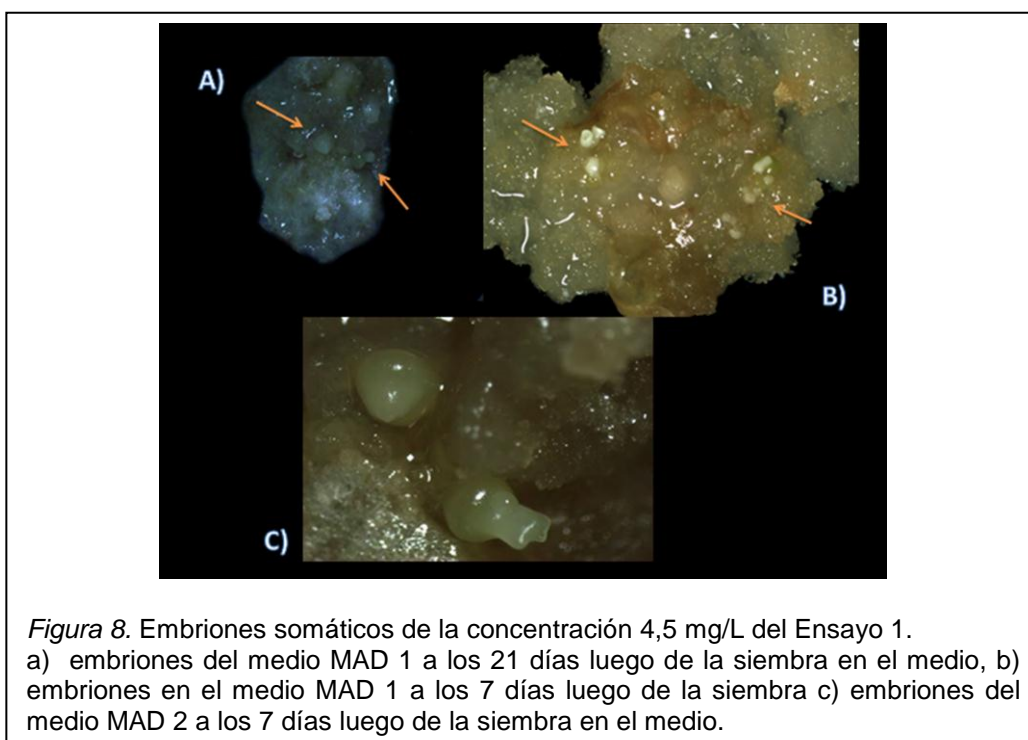 A)
B)
C)
Figura 8. Embriones somáticos de la concentración 4,5 mg/L del Ensayo 1.
a) embriones del medio MAD 1 a los 21 días luego de la siembra en el medio, b)
embriones en el medio MAD 1 a los 7 días luego de la siembra c) embriones del
medio MAD 2 a los 7 días luego de la siembra en el medio.